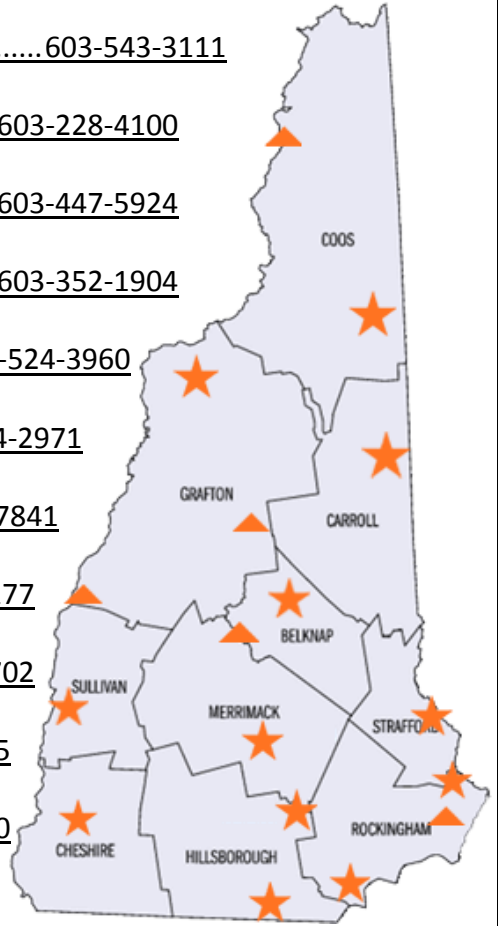 .....603-543-3111
603-228-4100
603-447-5924
COOS
603-352-1904
-524-3960
4-2971
GRAFTON
7841
CARROLL
77
BELKNAP
702
SULLIVAN
MERRIMACK
STRAFFORD
5
0
ROCKINGHAM
CHESHIRE
HILLSBOROUGH